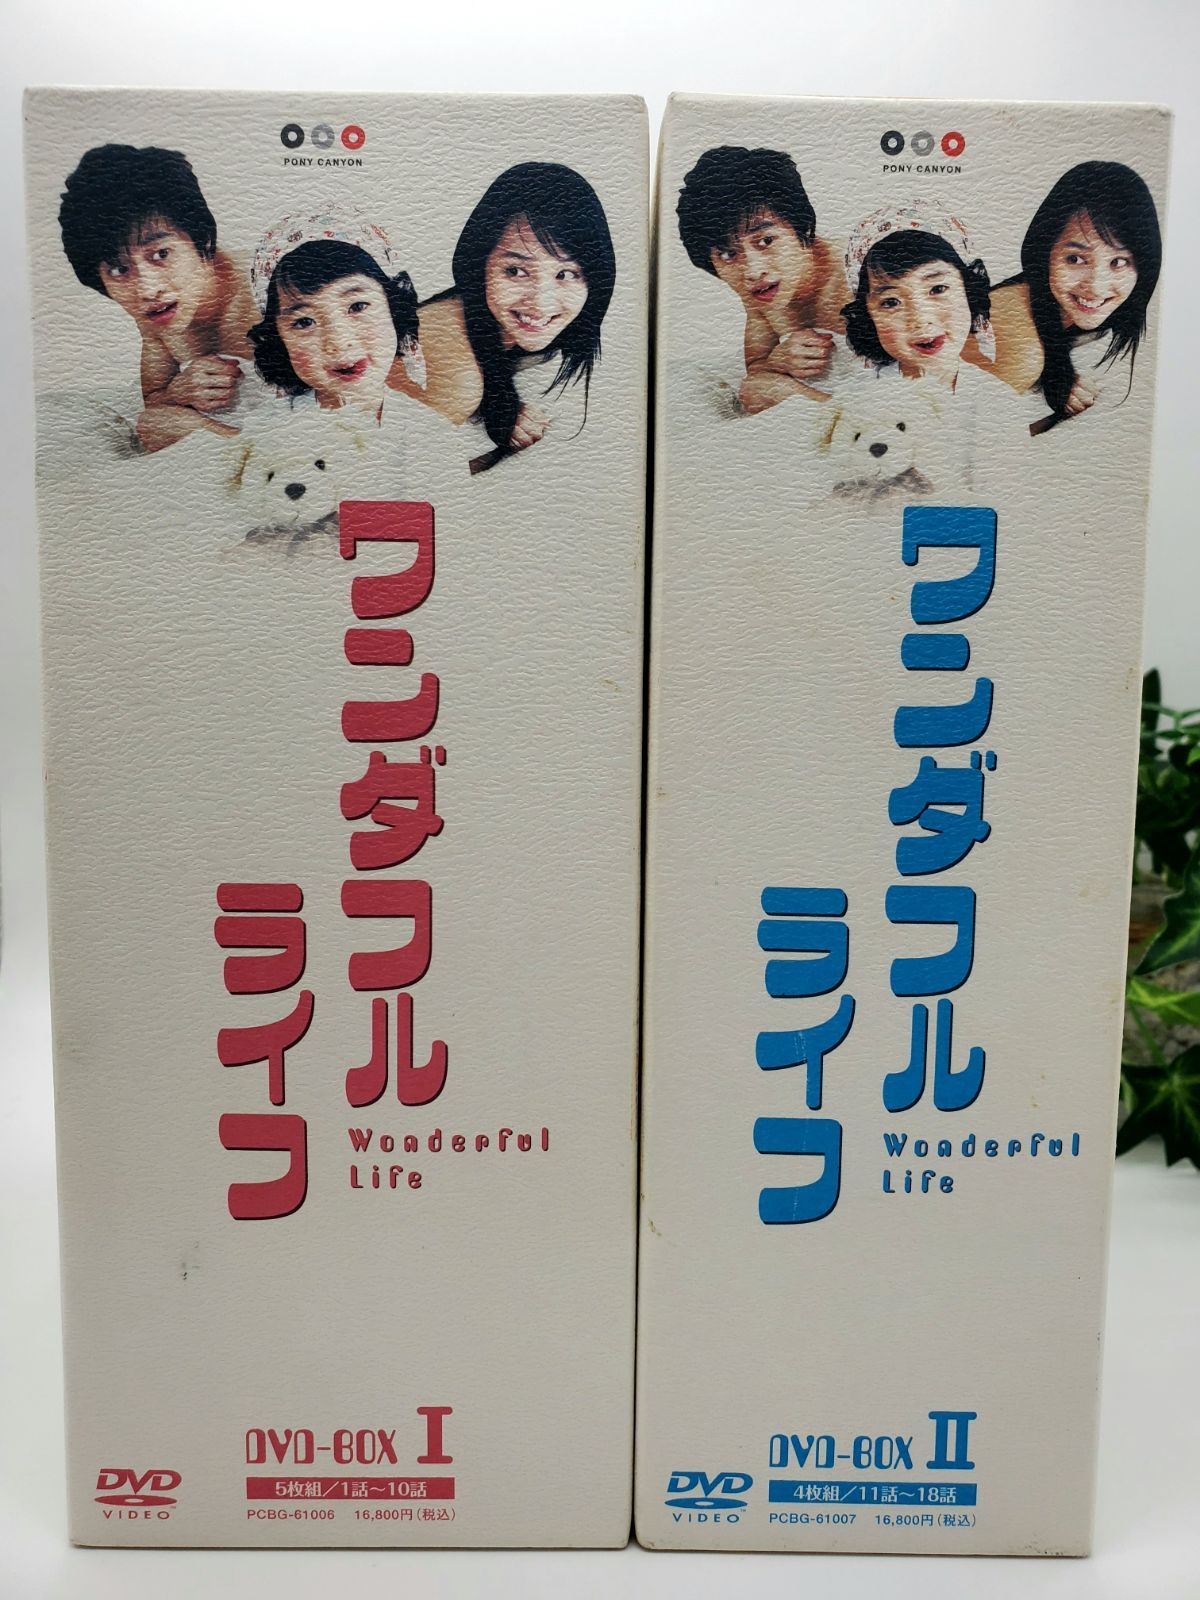 PONY CANYON
ワンダフル
ライフ
Wonderful
Life
DVD-BOX I
5枚組/1話〜10話
DVD
VIDEO™
PCBG-61006 16,800円(税込)
PONY CANYON
ワンダフル
ライフ
Wonderful
Life
DVD-BOX II
4枚組/11話〜18話
DVD
VIDEO™
PCBG-61007 16,800円(税込)